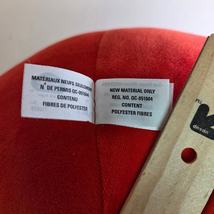 MATÉRIAUX NEUFS SEULEMENT
N° DE PERMIS QC-051604
CONTENU
FIBRES DE POLYESTER
NEW MATERIAL ONLY
REG. NO. QC-051604
CONTENT
POLYESTER FIBRES